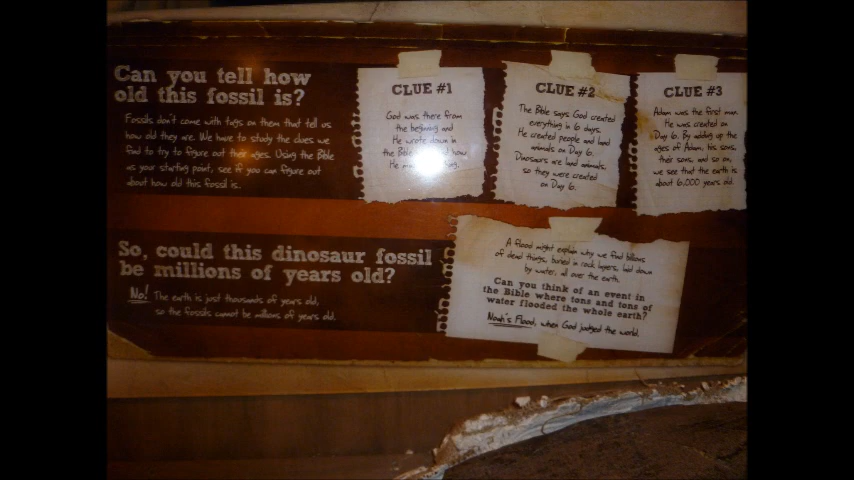 Can you tell how
old this fossil is?
Fossils don't come with tags on them that tell us
how old they are. We have to study the clues we
find to try to figure out their ages. Using the Bible
as your starting point, see if you can figure out
about how old this fossil is.
CLUE #1
God was there from
the beginning and
He wrote down in
the Bible how
He
CLUE #2
The Bible says God created
everything in 6 days.
He created people and land
animals on Day 6.
Dinosaurs are land animals,
so they were created
on Day 6.
CLUE #3
Adam was the first man.
He was created on
Day 6. By adding up the
ages of Adam, his sons,
their sons, and so on,
we see that the earth is
about 6,000 years old.
So, could this dinosaur fossil
be millions of years old?
No! The earth is just thousands of years old,
so the fossils cannot be millions of years old.
A flood might explain why we find billions
of dead things, buried in rock layers, laid down
by water, all over the earth.
Can you think of an event in
the Bible where tons and tons of
water flooded the whole earth?
Noah's Flood, when God judged the world.